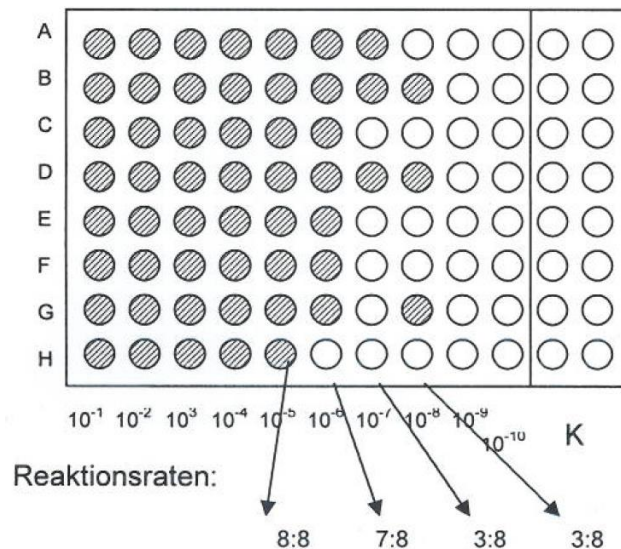 A
B
C
D
E
F
G
H
10⁻¹ 10⁻² 10³ 10⁻⁴ 10⁻⁵ 10⁻⁶ 10⁻⁷ 10⁻⁸ 10⁻⁹ 10⁻¹⁰ K
Reaktionsraten:
8:8 7:8 3:8 3:8